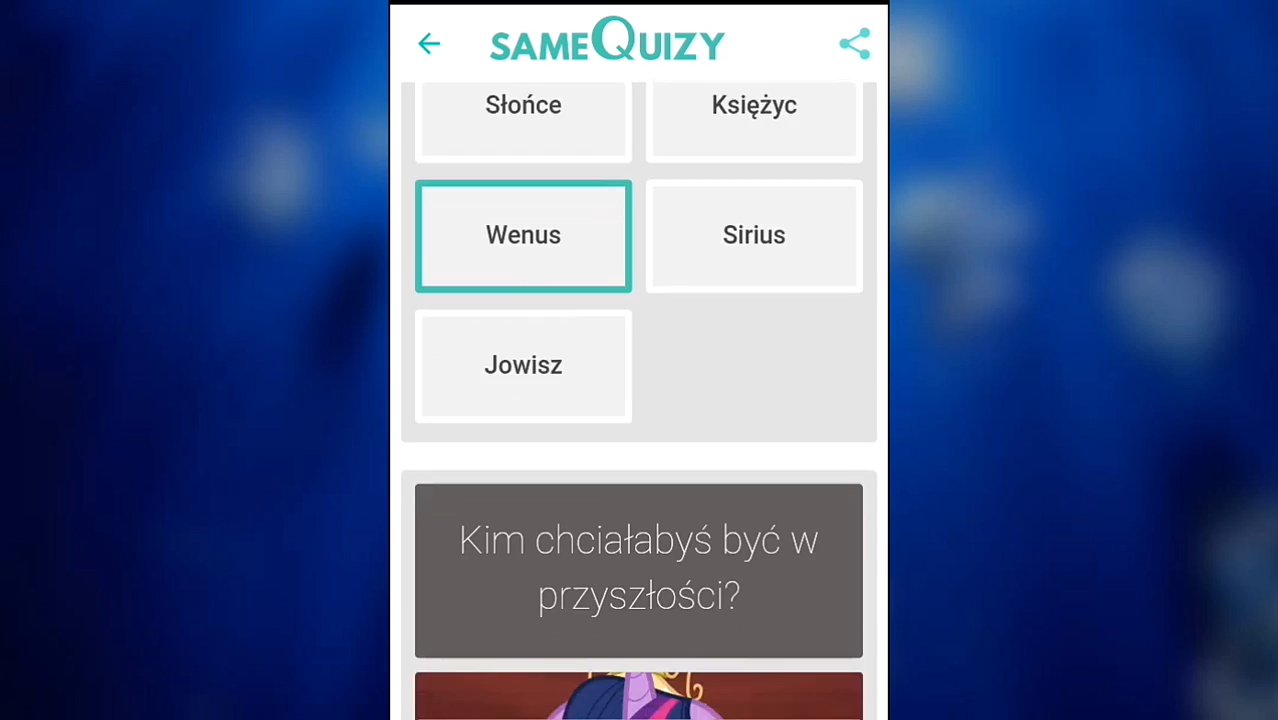 SAMEQUIZY
Słońce
Księżyc
Wenus
Sirius
Jowisz
Kim chciałabyś być w
przyszłości?